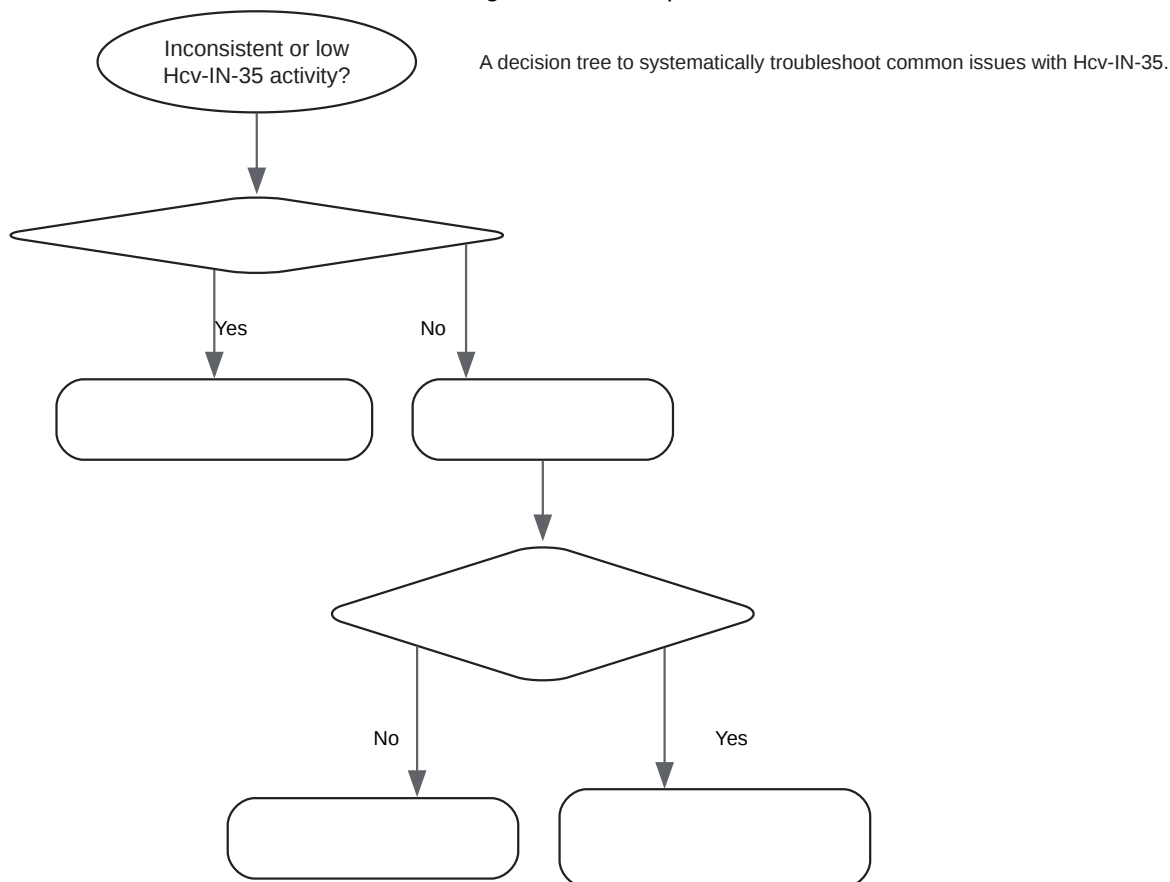 Inconsistent or low
Hcv-IN-35 activity?
A decision tree to systematically troubleshoot common issues with Hcv-IN-35.
Yes
No
No
Yes